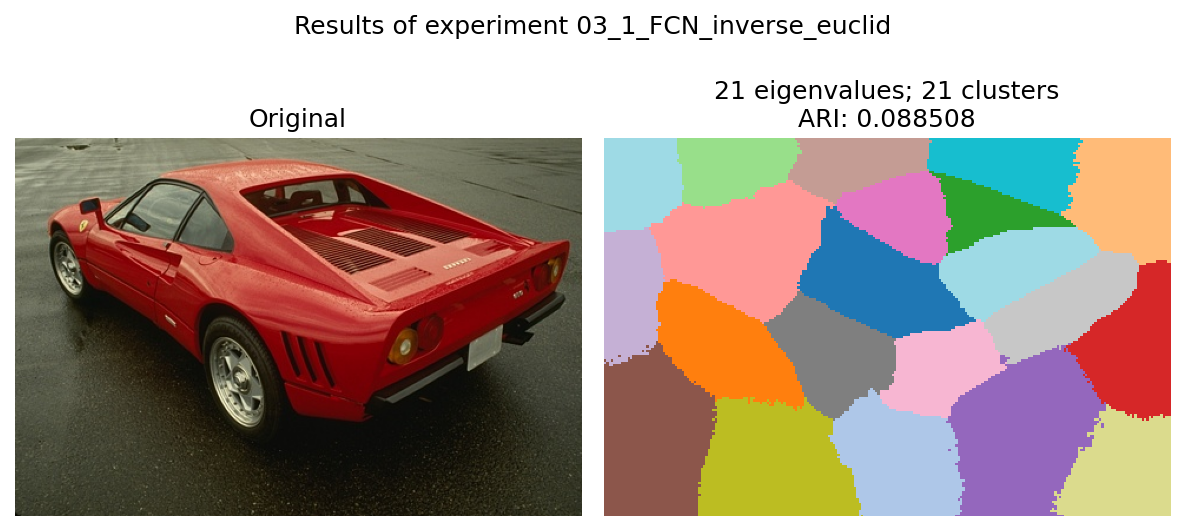 Results of experiment 03_1_FCN_inverse_euclid
Original
21 eigenvalues; 21 clusters
ARI: 0.088508